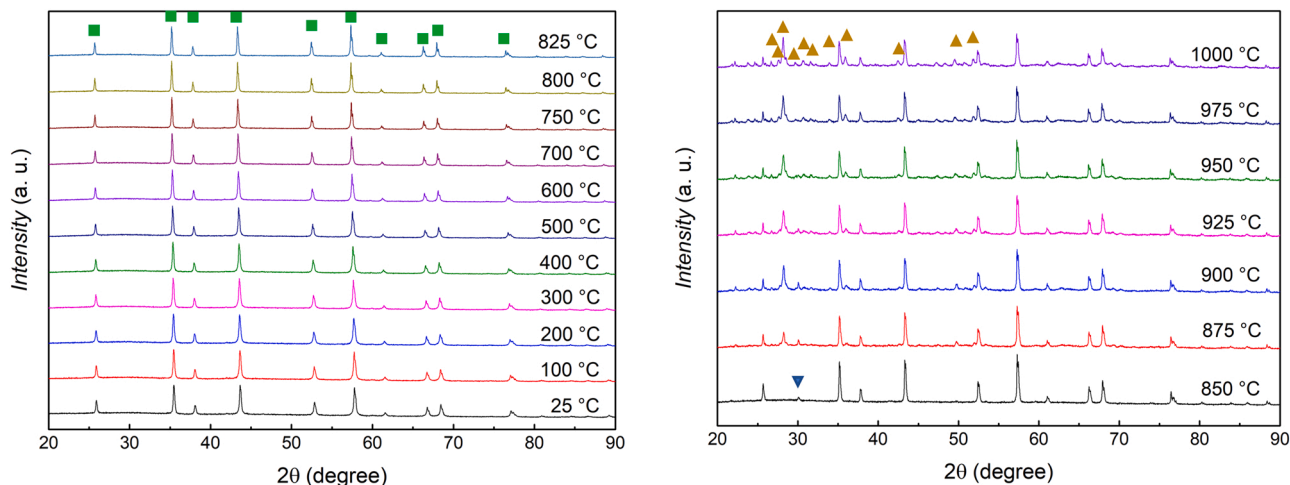 825 °C
800 °C
750 °C
700 °C
600 °C
500 °C
400 °C
300 °C
200 °C
100 °C
25 °C
Intensity (a. u.)
20 30 40 50 60 70 80 90
2θ (degree)
1000 °C
975 °C
950 °C
925 °C
900 °C
875 °C
850 °C
Intensity (a. u.)
20 30 40 50 60 70 80 90
2θ (degree)